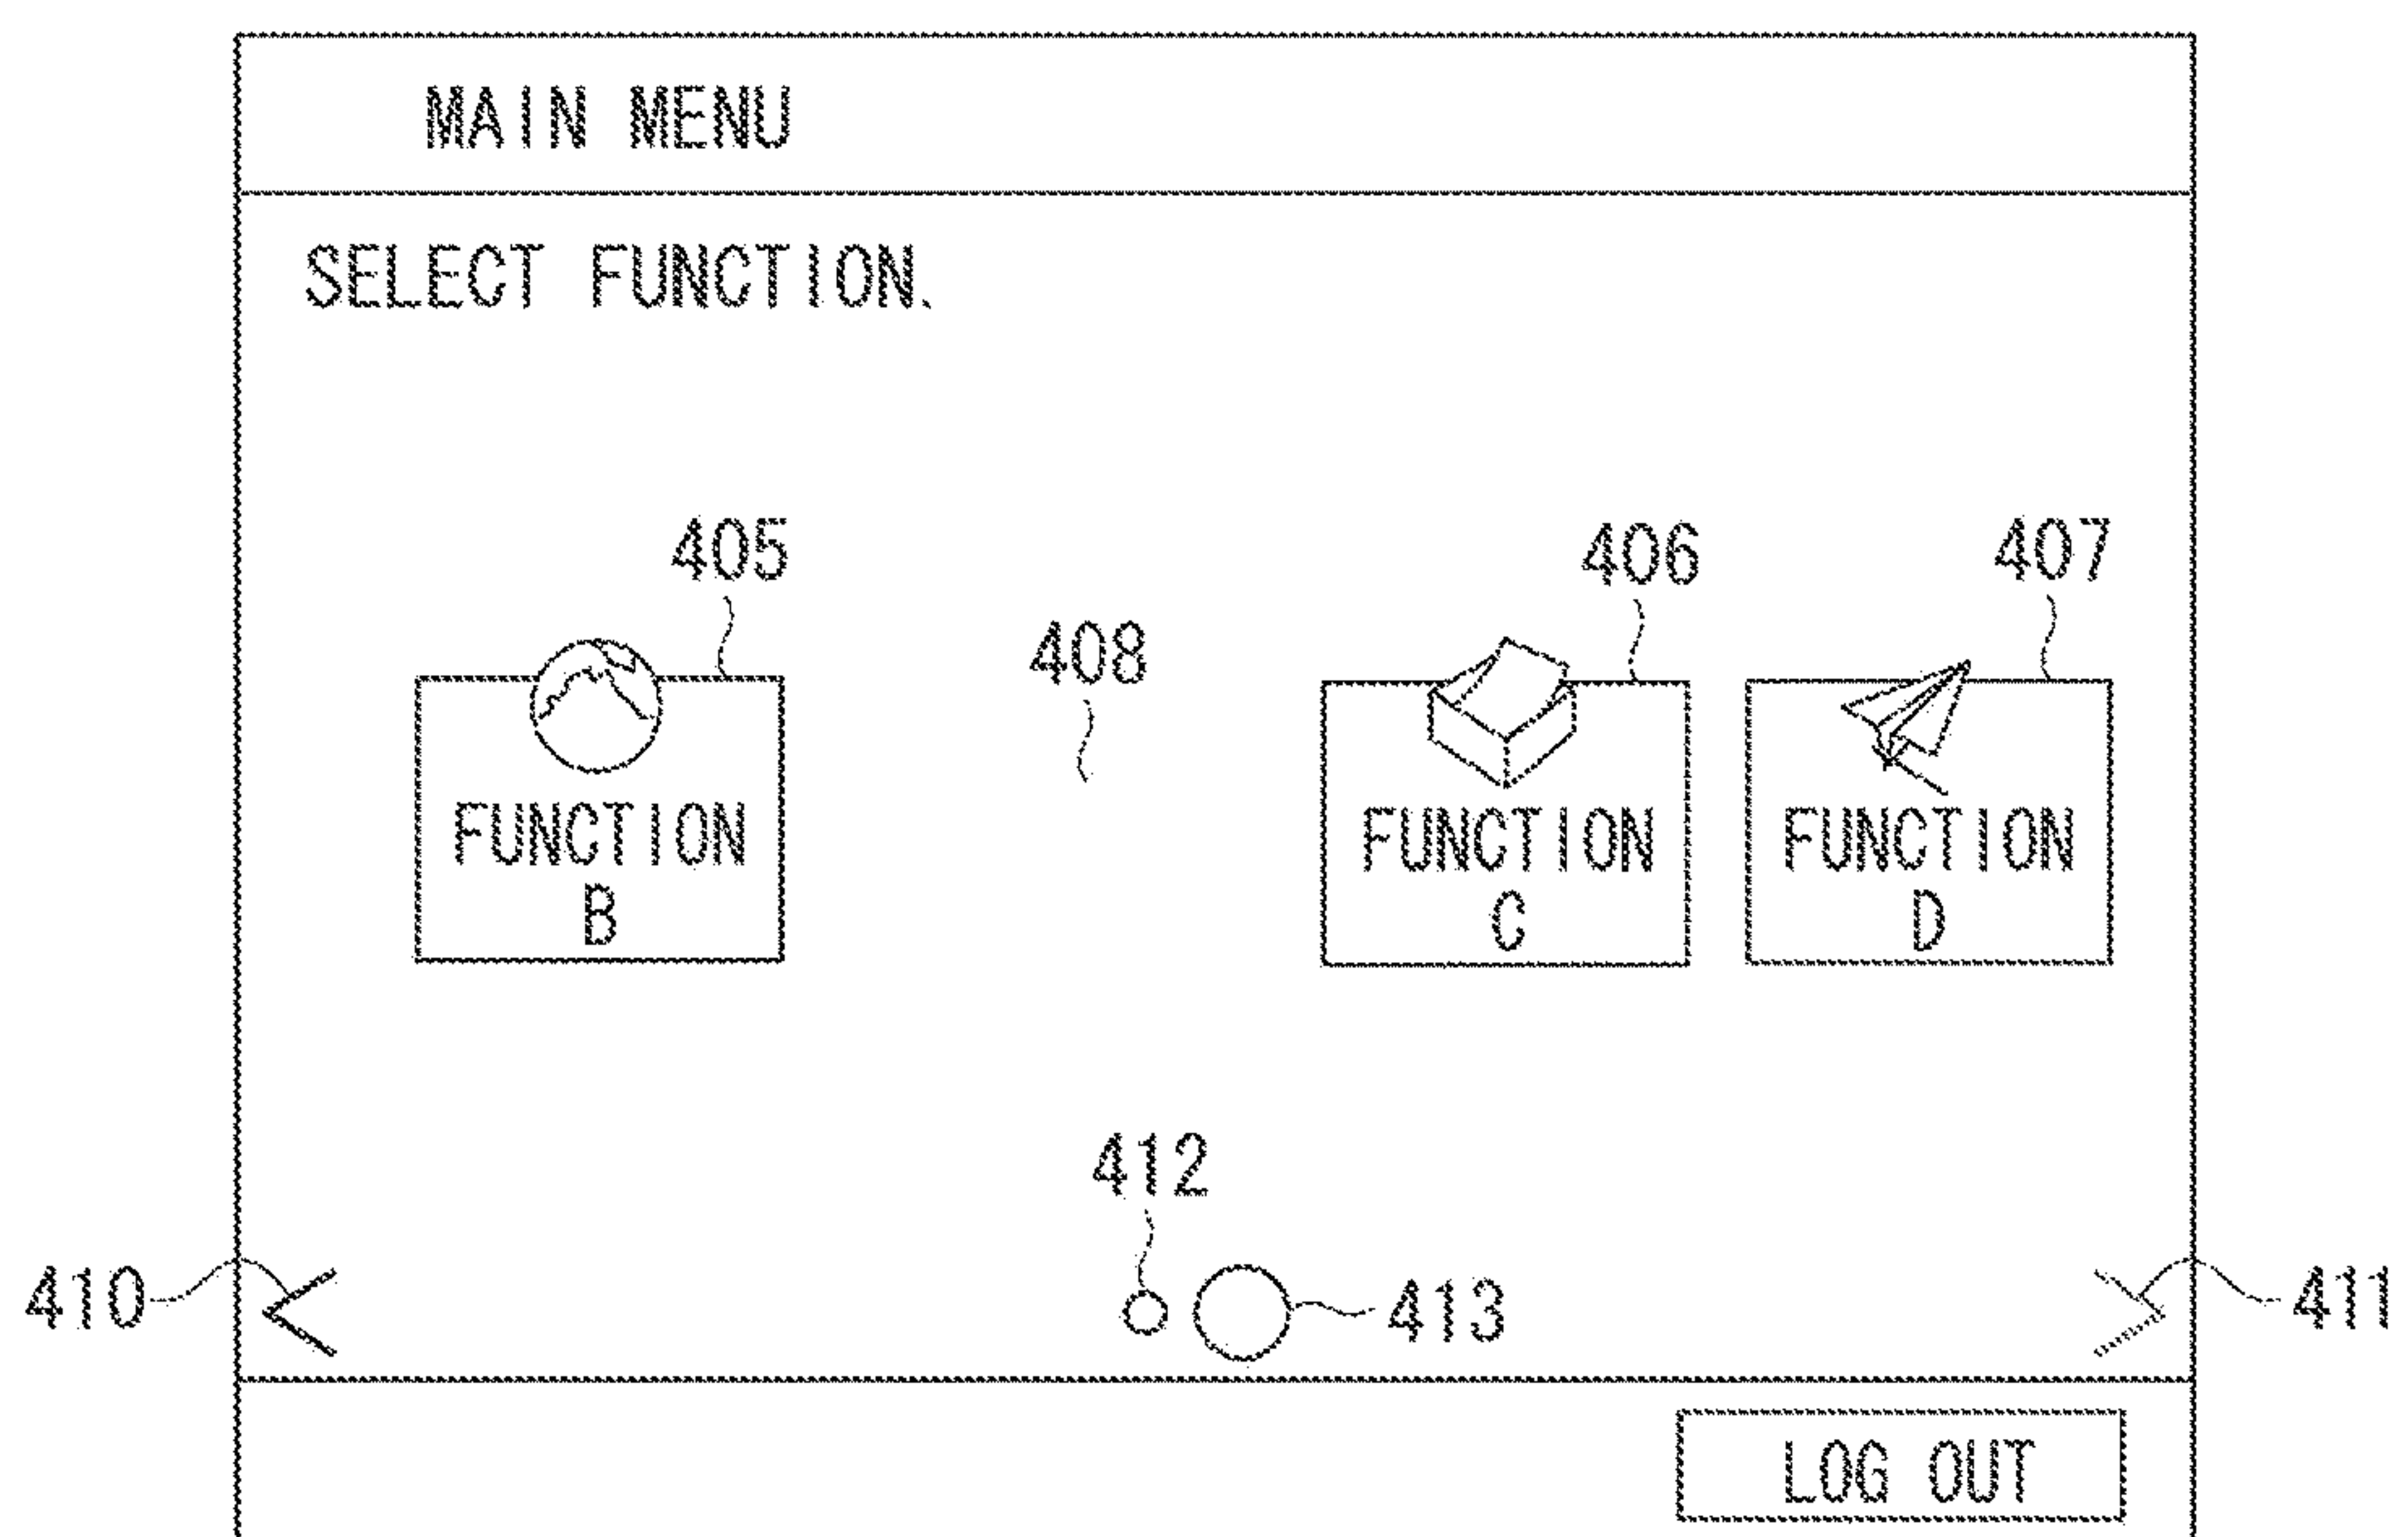 MAIN MENU
SELECT FUNCTION.
405
406
407
408
FUNCTION
B
FUNCTION
C
FUNCTION
D
412
410
413
411
LOG OUT